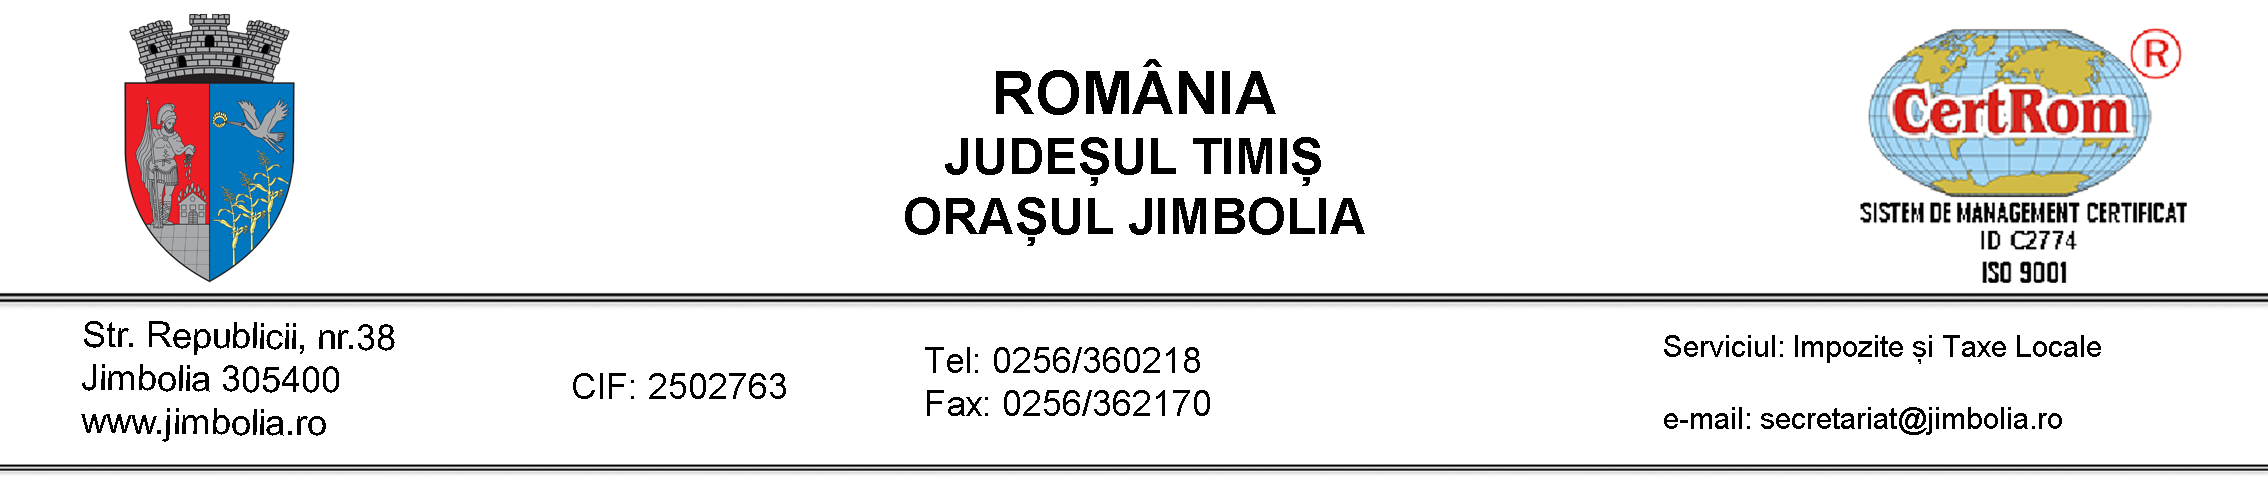 ROMÂNIA
JUDEȘUL TIMIȘ
ORAȘUL JIMBOLIA
CertRom
®
SISTEM DE MANAGEMENT CERTIFICAT
ID C2774
ISO 9001
Str. Republicii, nr.38
Jimbolia 305400
www.jimbolia.ro
CIF: 2502763
Tel: 0256/360218
Fax: 0256/362170
Serviciul: Impozite și Taxe Locale
e-mail: secretariat@jimbolia.ro